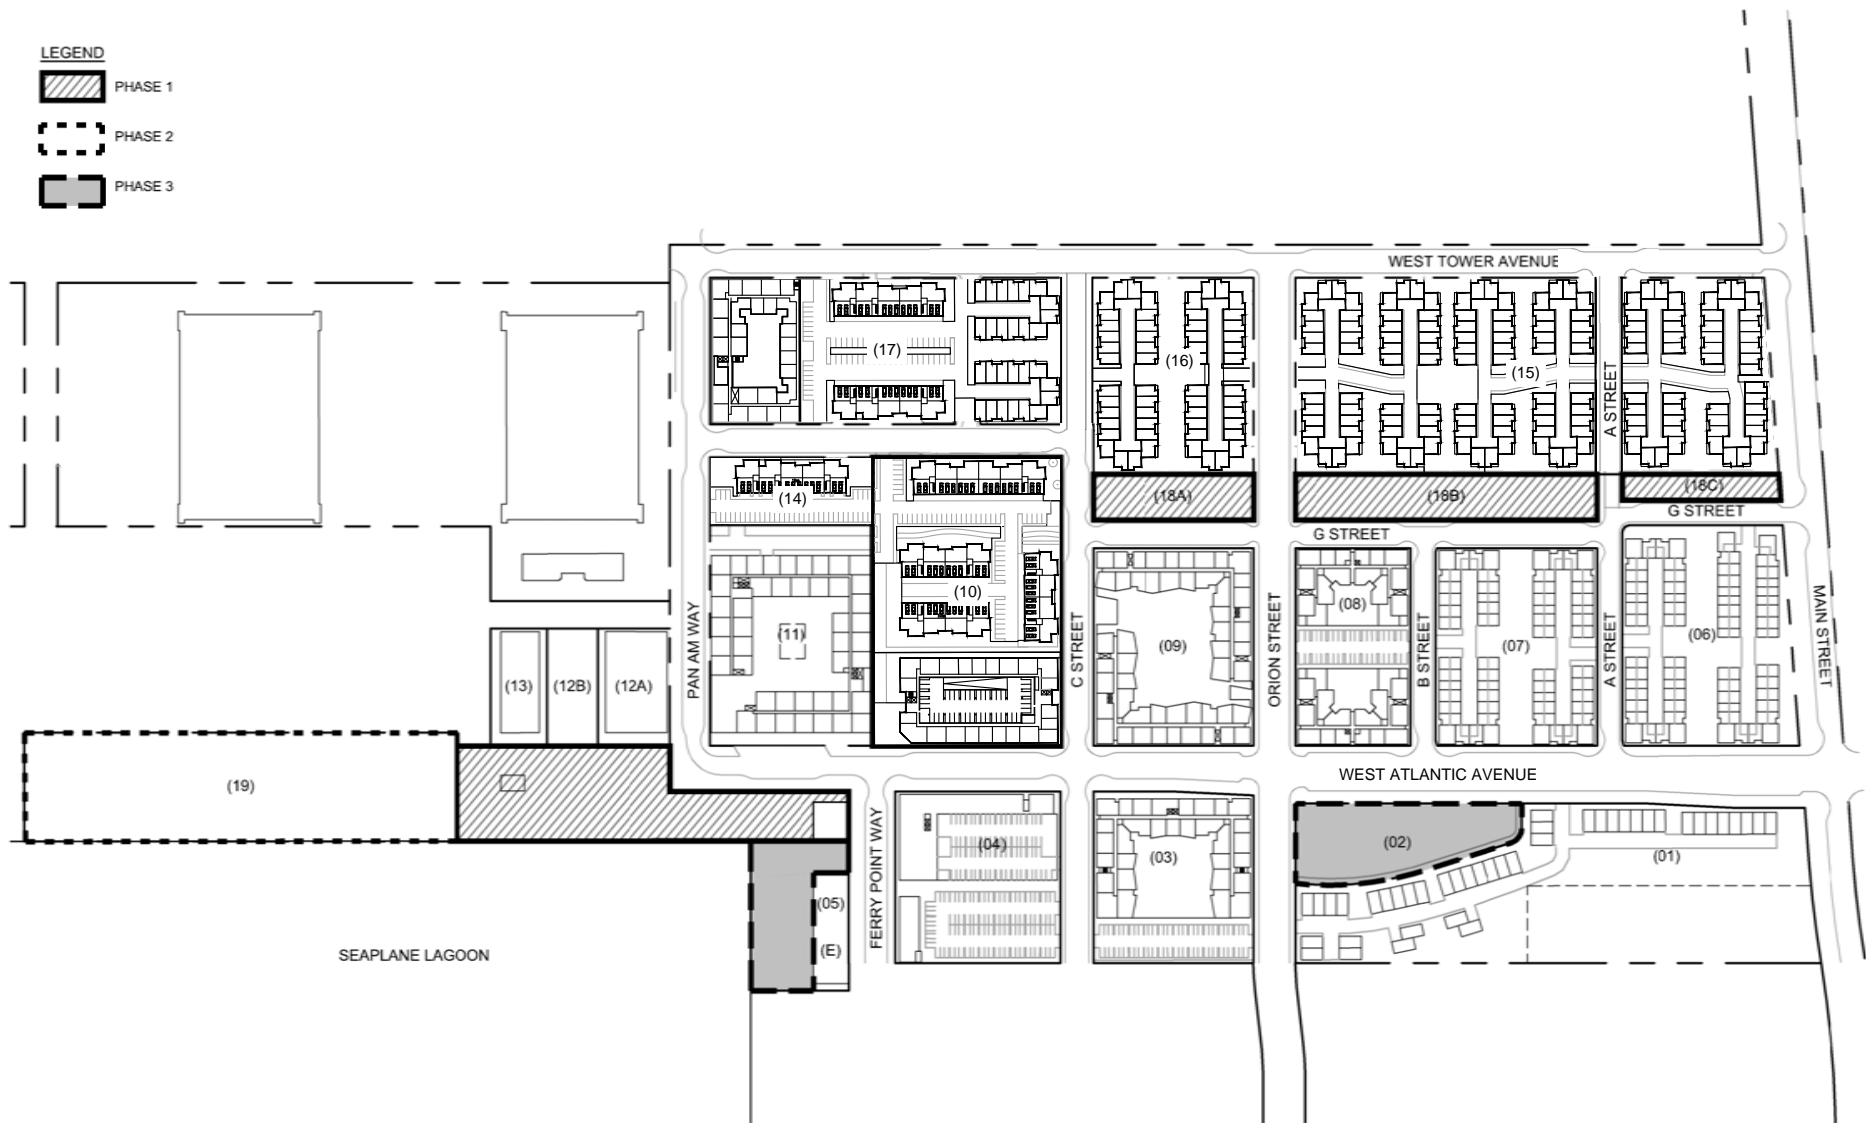 LEGEND
PHASE 1
PHASE 2
PHASE 3
WEST TOWER AVENUE
(17)
(16)
(15)
A STREET
(14)
(18A)
(18B)
(18C)
G STREET
G STREET
(10)
(11)
(09)
(08)
(07)
(06)
PAN AM WAY
C STREET
ORION STREET
B STREET
A STREET
MAIN STREET
(13)
(12B)
(12A)
(19)
WEST ATLANTIC AVENUE
FERRY POINT WAY
(04)
(03)
(02)
(01)
(05)
(E)
SEAPLANE LAGOON